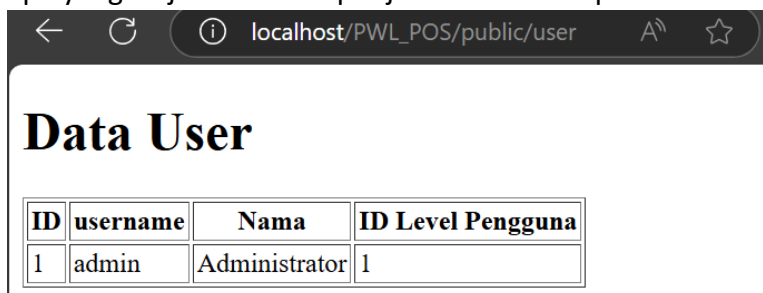 localhost/PWL_POS/public/user
Data User
ID username Nama ID Level Pengguna
1 admin Administrator 1